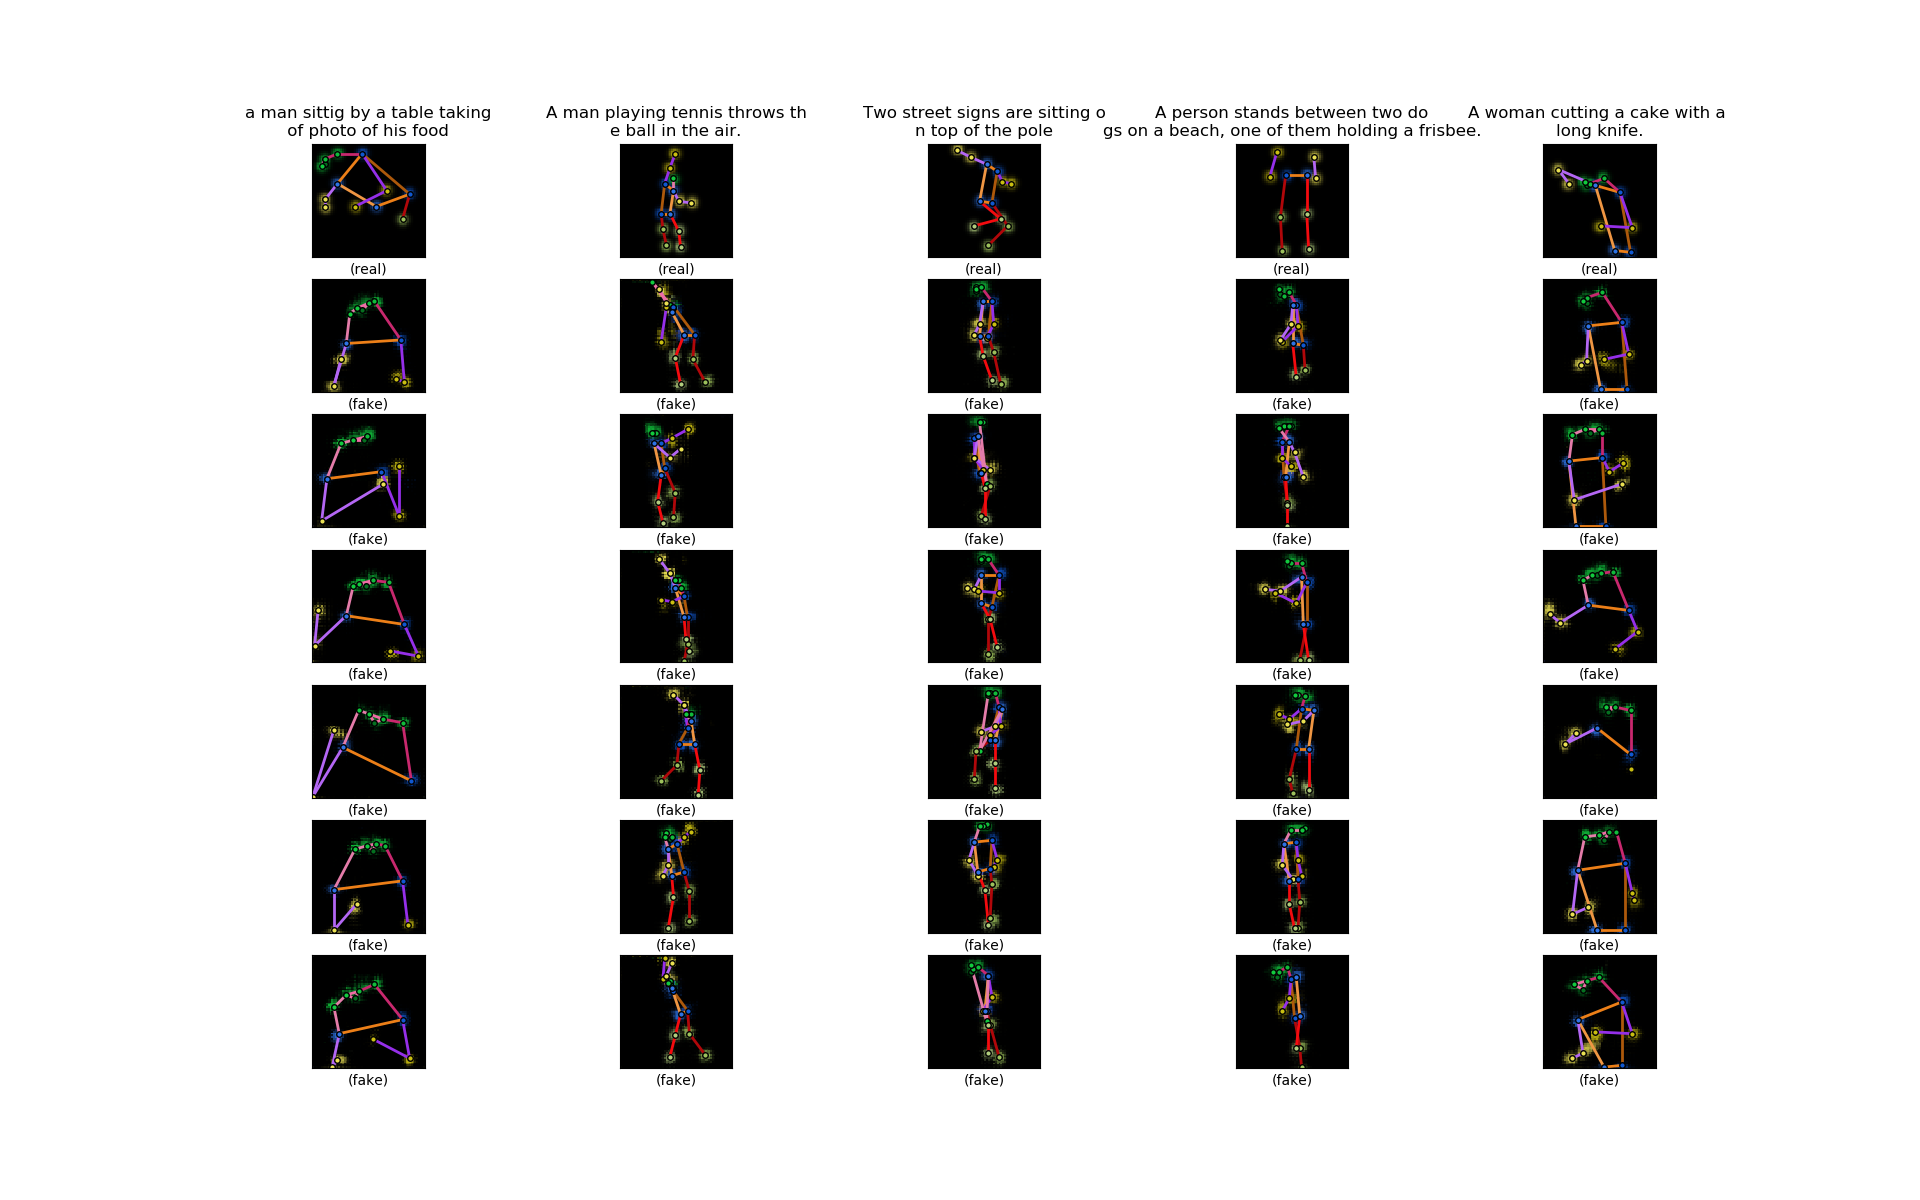 a man sittig by a table taking
of photo of his food
A man playing tennis throws th
e ball in the air.
Two street signs are sitting o
n top of the pole
A person stands between two do
gs on a beach, one of them holding a frisbee.
A woman cutting a cake with a
long knife.
(real) (real) (real) (real) (real)
(fake) (fake) (fake) (fake) (fake)
(fake) (fake) (fake) (fake) (fake)
(fake) (fake) (fake) (fake) (fake)
(fake) (fake) (fake) (fake) (fake)
(fake) (fake) (fake) (fake) (fake)
(fake) (fake) (fake) (fake) (fake)